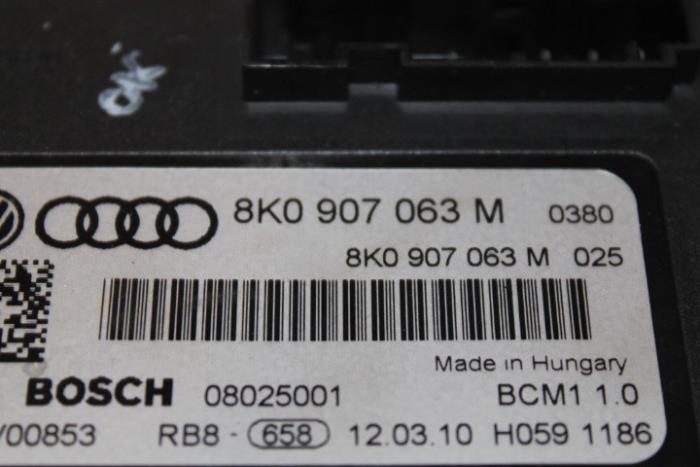 8K0 907 063 M 0380
8K0 907 063 M 025
Made in Hungary
BOSCH 08025001 BCM1 1.0
/00853 RB8 - 658 12.03.10 H059 1186